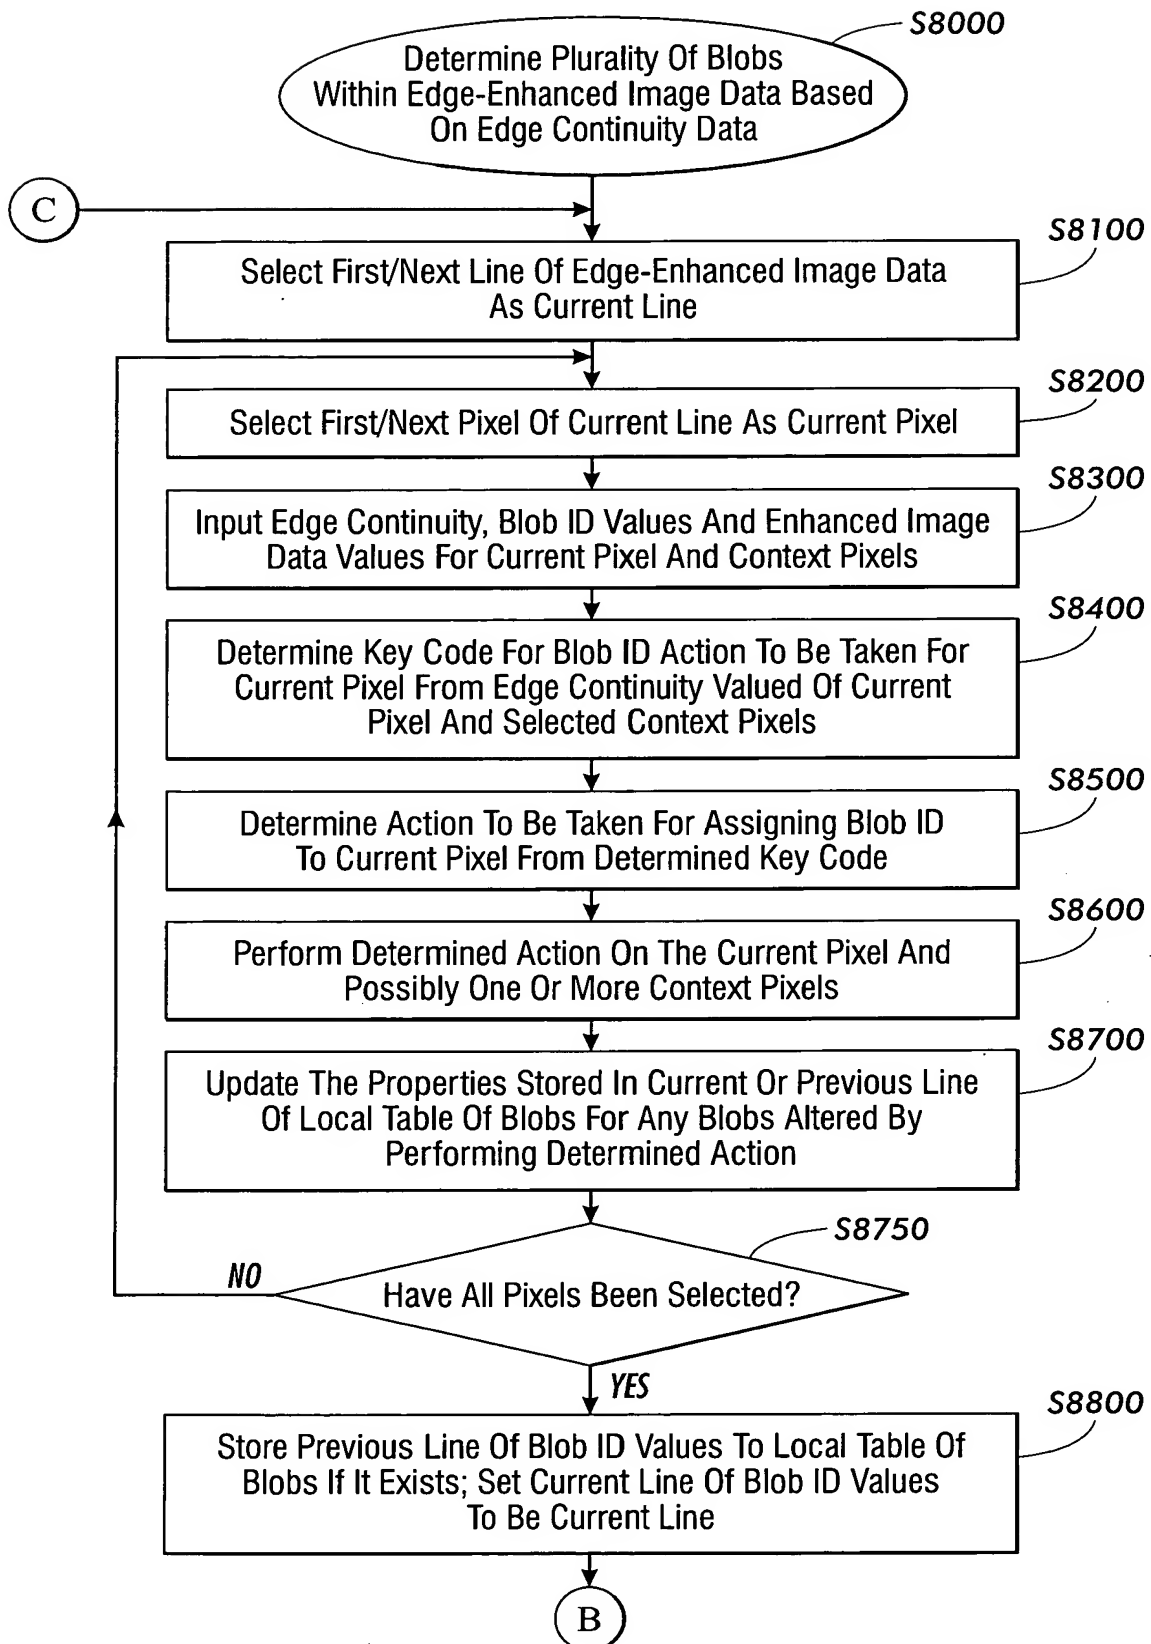 S8000
Determine Plurality Of Blobs
Within Edge-Enhanced Image Data Based
On Edge Continuity Data
C
S8100
Select First/Next Line Of Edge-Enhanced Image Data
As Current Line
S8200
Select First/Next Pixel Of Current Line As Current Pixel
S8300
Input Edge Continuity, Blob ID Values And Enhanced Image
Data Values For Current Pixel And Context Pixels
S8400
Determine Key Code For Blob ID Action To Be Taken For
Current Pixel From Edge Continuity Valued Of Current
Pixel And Selected Context Pixels
S8500
Determine Action To Be Taken For Assigning Blob ID
To Current Pixel From Determined Key Code
S8600
Perform Determined Action On The Current Pixel And
Possibly One Or More Context Pixels
S8700
Update The Properties Stored In Current Or Previous Line
Of Local Table Of Blobs For Any Blobs Altered By
Performing Determined Action
S8750
NO
Have All Pixels Been Selected?
YES
S8800
Store Previous Line Of Blob ID Values To Local Table Of
Blobs If It Exists; Set Current Line Of Blob ID Values
To Be Current Line
B